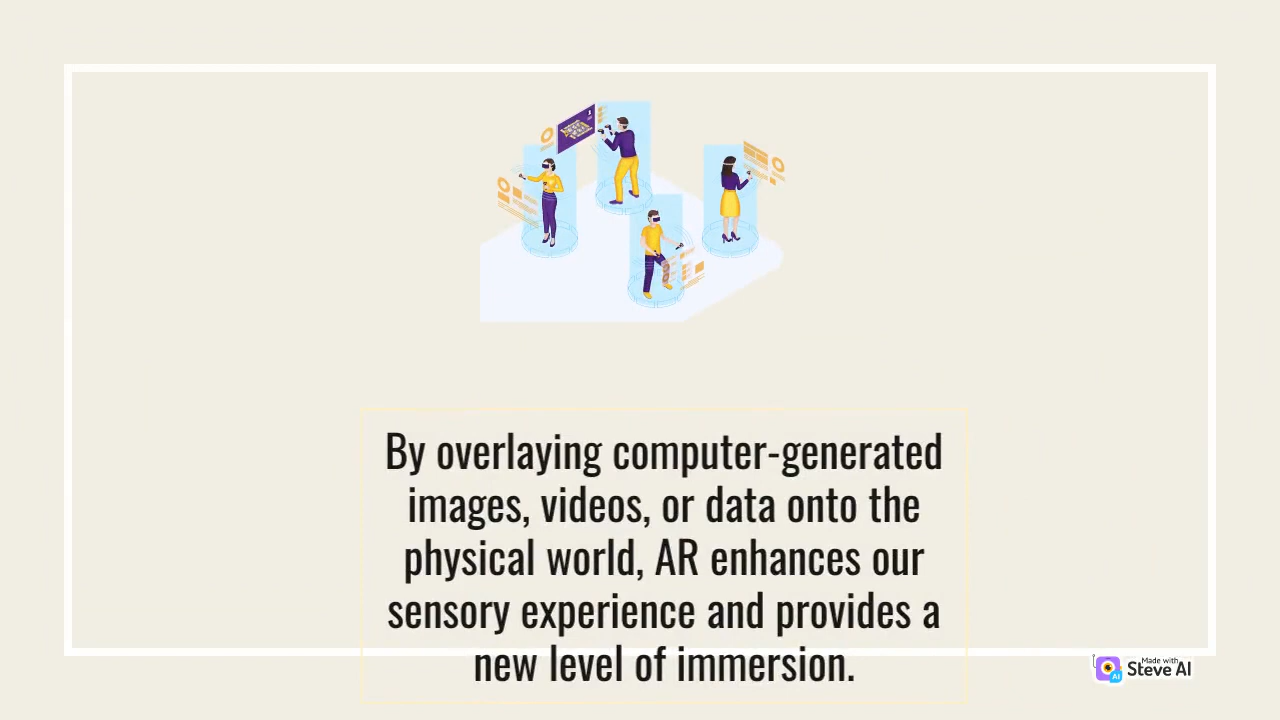 By overlaying computer-generated
images, videos, or data onto the
physical world, AR enhances our
sensory experience and provides a
new level of immersion.
Made with
Steve AI
AI